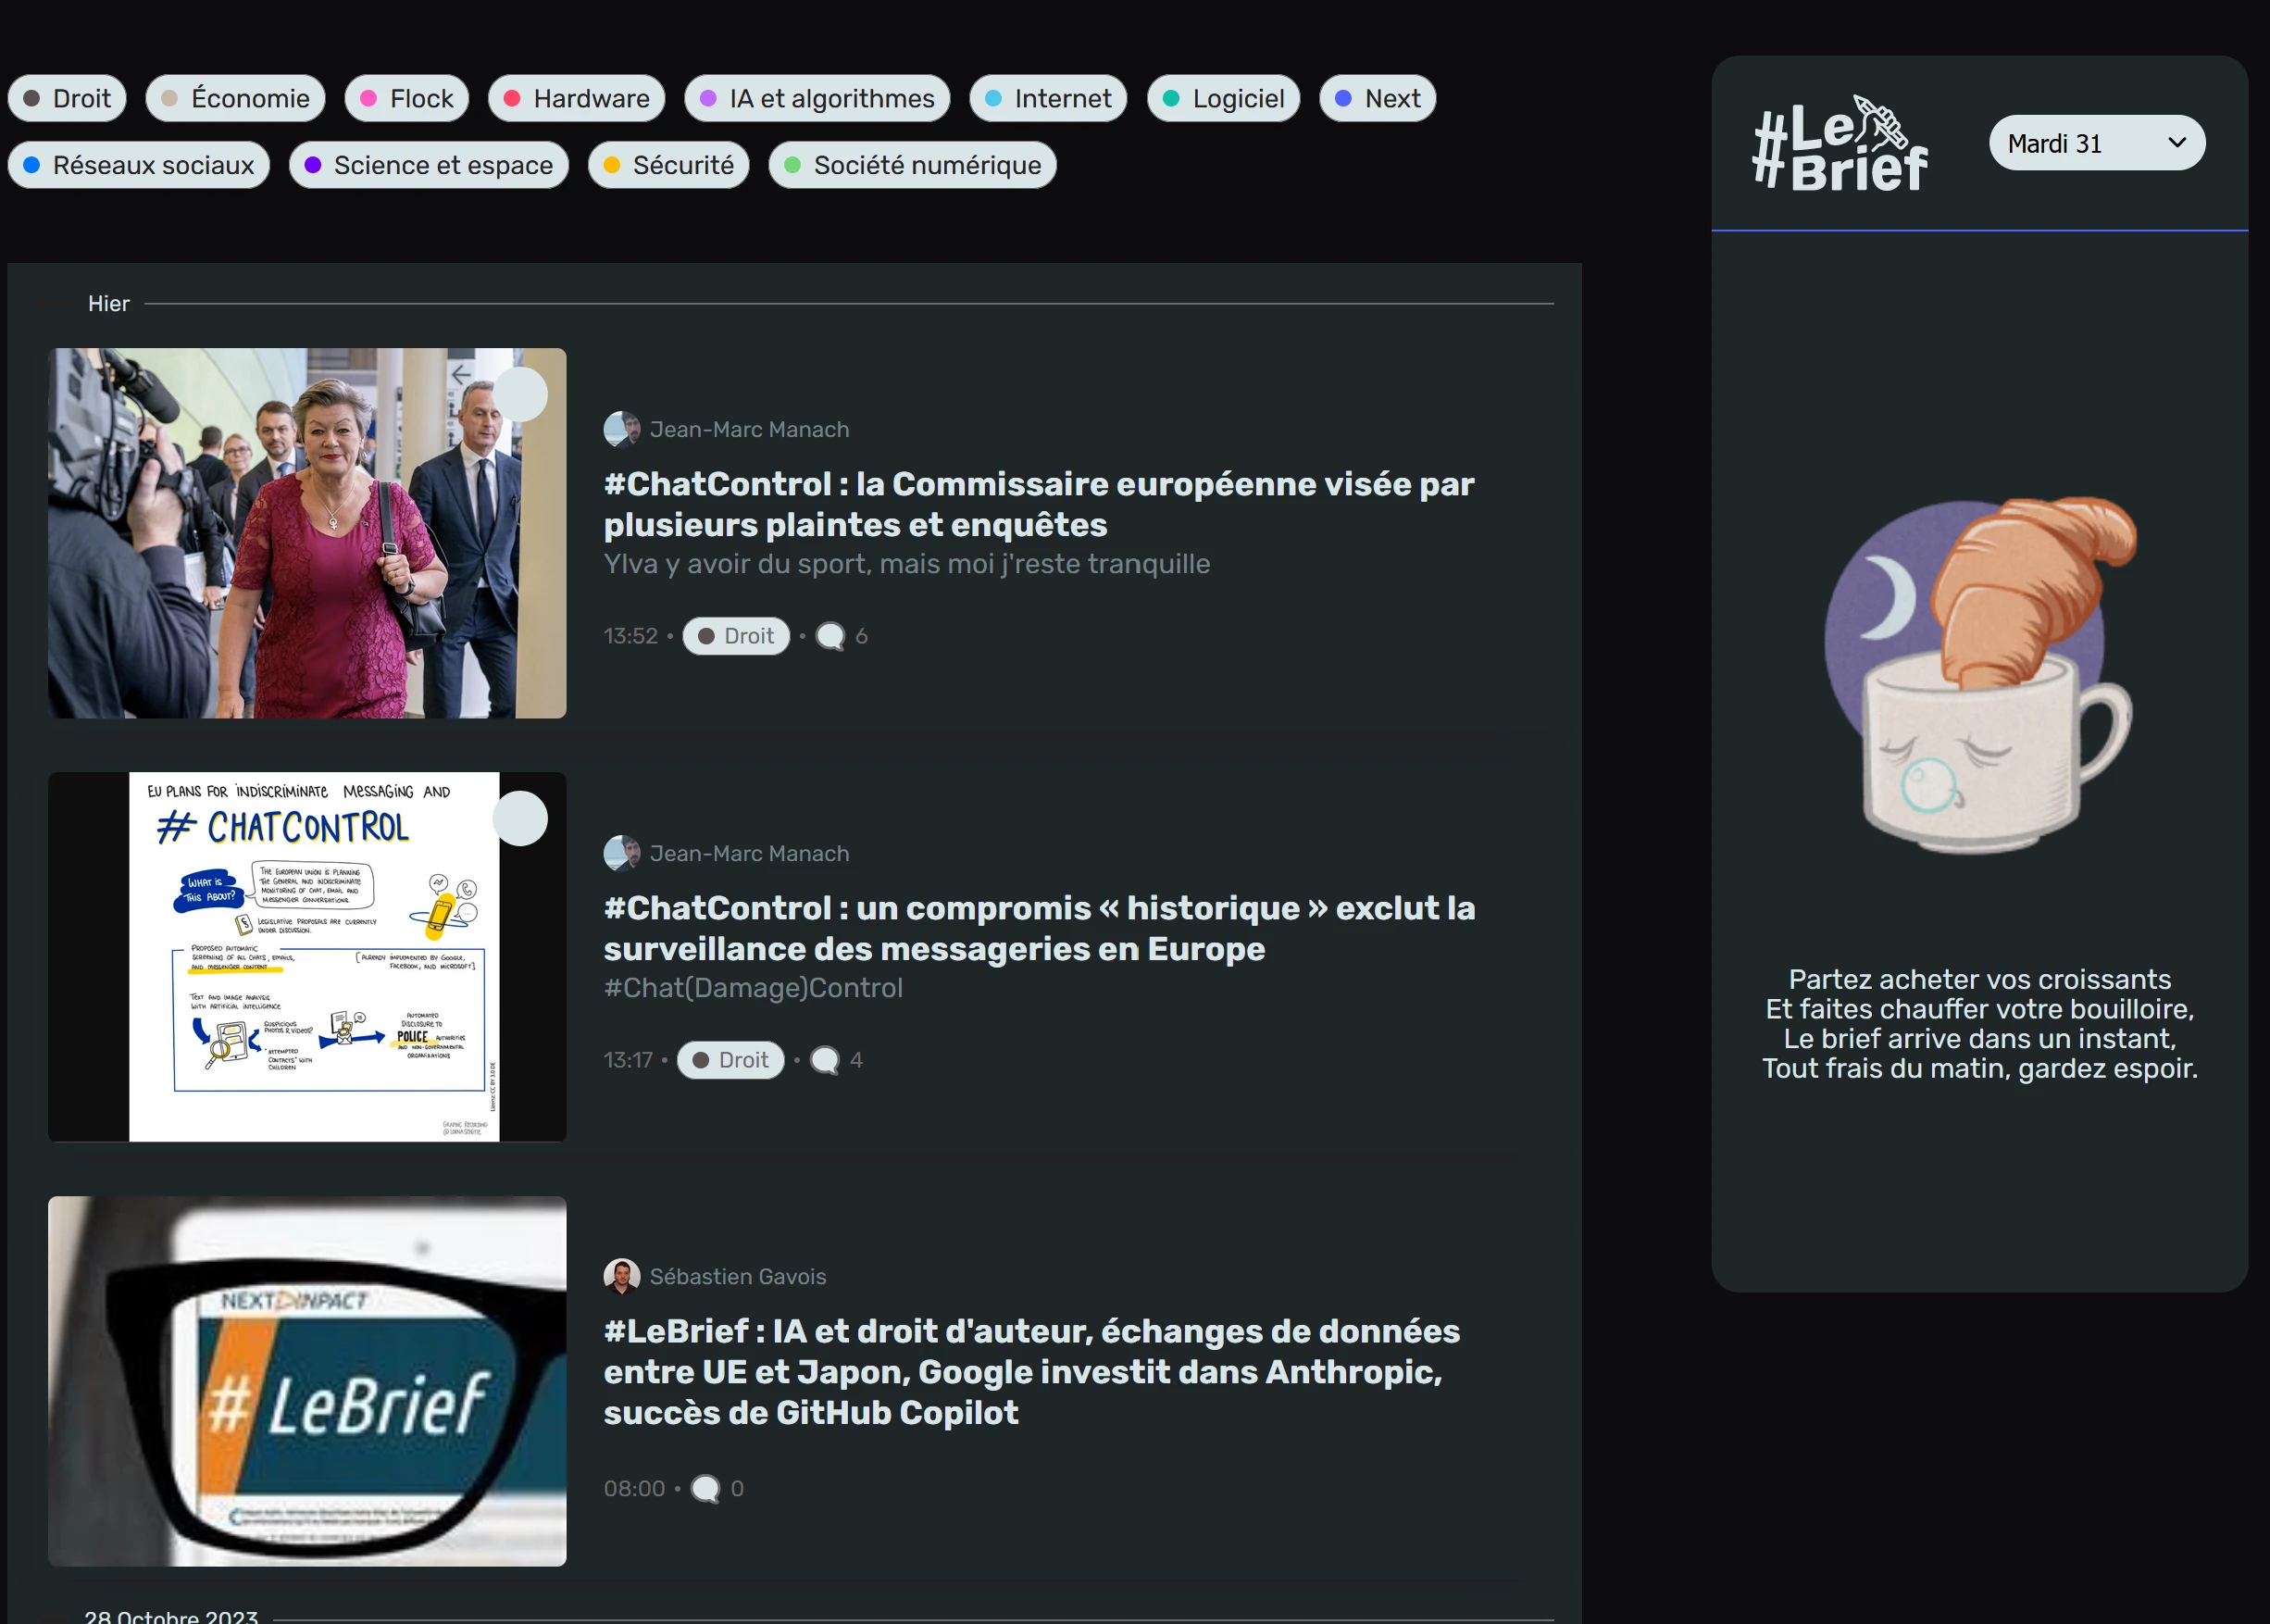 Droit
Économie
Flock
Hardware
IA et algorithmes
Internet
Logiciel
Next
Réseaux sociaux
Science et espace
Sécurité
Société numérique
Hier
Jean-Marc Manach
#ChatControl : la Commissaire européenne visée par
plusieurs plaintes et enquêtes
Ylva y avoir du sport, mais moi j'reste tranquille
13:52 • Droit • 6
EU PLANS FOR INDISCRIMINATE MESSAGING AND
# CHATCONTROL
WHAT IS
THIS ABOUT?
THE EUROPEAN UNION IS PLANNING
THE GENERAL AND INDISCRIMINATE
MONITORING OF CHAT, EMAIL AND
MESSENGER CONVERSATIONS.
LEGISLATIVE PROPOSALS ARE CURRENTLY
UNDER DISCUSSION.
PROPOSED AUTOMATIC
SCREENING OF ALL CHATS, EMAILS,
AND MESSENGER CONTENT
[ALREADY IMPLEMENTED BY GOOGLE,
FACEBOOK, AND MICROSOFT]
TEXT AND IMAGE ANALYSIS
WITH ARTIFICIAL INTELLIGENCE
SUSPICIOUS
PHOTOS & VIDEOS?
"ATTEMPTED
CONTACTS" WITH
CHILDREN
AUTOMATED
DISCLOSURE TO
POLICE AUTHORITIES
AND NON-GOVERNMENTAL
ORGANISATIONS
License: CC BY 3.0 DE
GRAPHIC RECORDING
Jean-Marc Manach
#ChatControl : un compromis « historique » exclut la
surveillance des messageries en Europe
#Chat(Damage)Control
13:17 • Droit • 4
NEXT INPACT
# LeBrief
Sébastien Gavois
#LeBrief : IA et droit d'auteur, échanges de données
entre UE et Japon, Google investit dans Anthropic,
succès de GitHub Copilot
08:00 • 0
28 Octobre 2023
#Le
Brief
Mardi 31
Partez acheter vos croissants
Et faites chauffer votre bouilloire,
Le brief arrive dans un instant,
Tout frais du matin, gardez espoir.